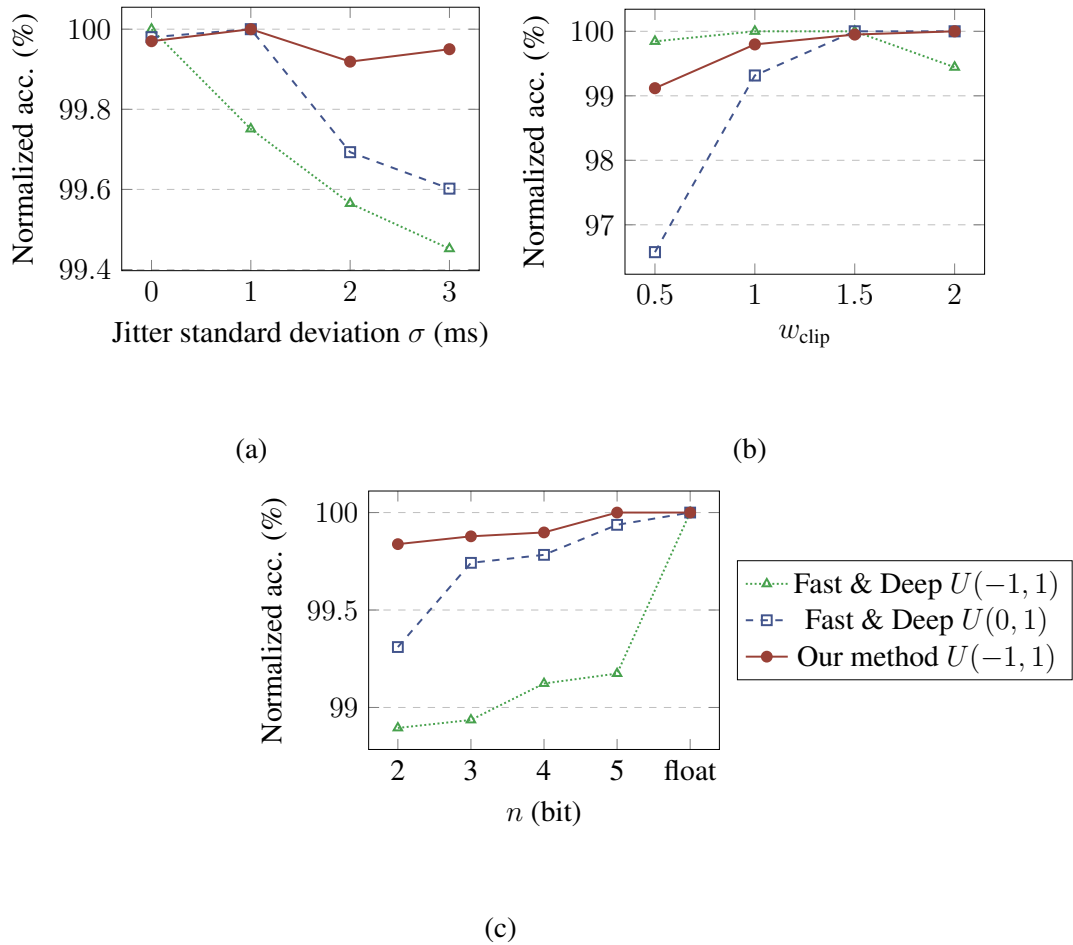 Normalized acc. (%)
100
99.8
99.6
99.4
0 1 2 3
Jitter standard deviation σ (ms)
(a)
Normalized acc. (%)
100
99
98
97
0.5 1 1.5 2
w_clip
(b)
Normalized acc. (%)
100
99.5
99
2 3 4 5 float
n (bit)
Fast & Deep U(−1, 1)
Fast & Deep U(0, 1)
Our method U(−1, 1)
(c)